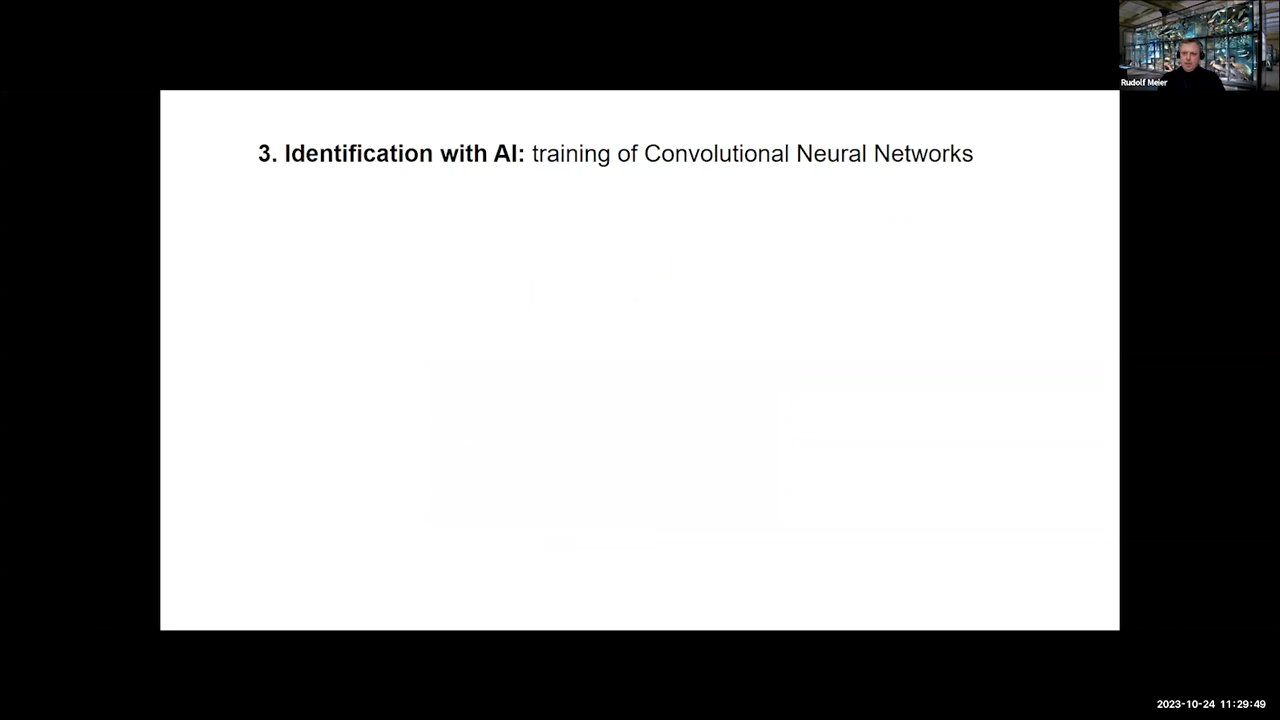 Rudolf Meier
3. Identification with AI: training of Convolutional Neural Networks
2023-10-24 11:29:49